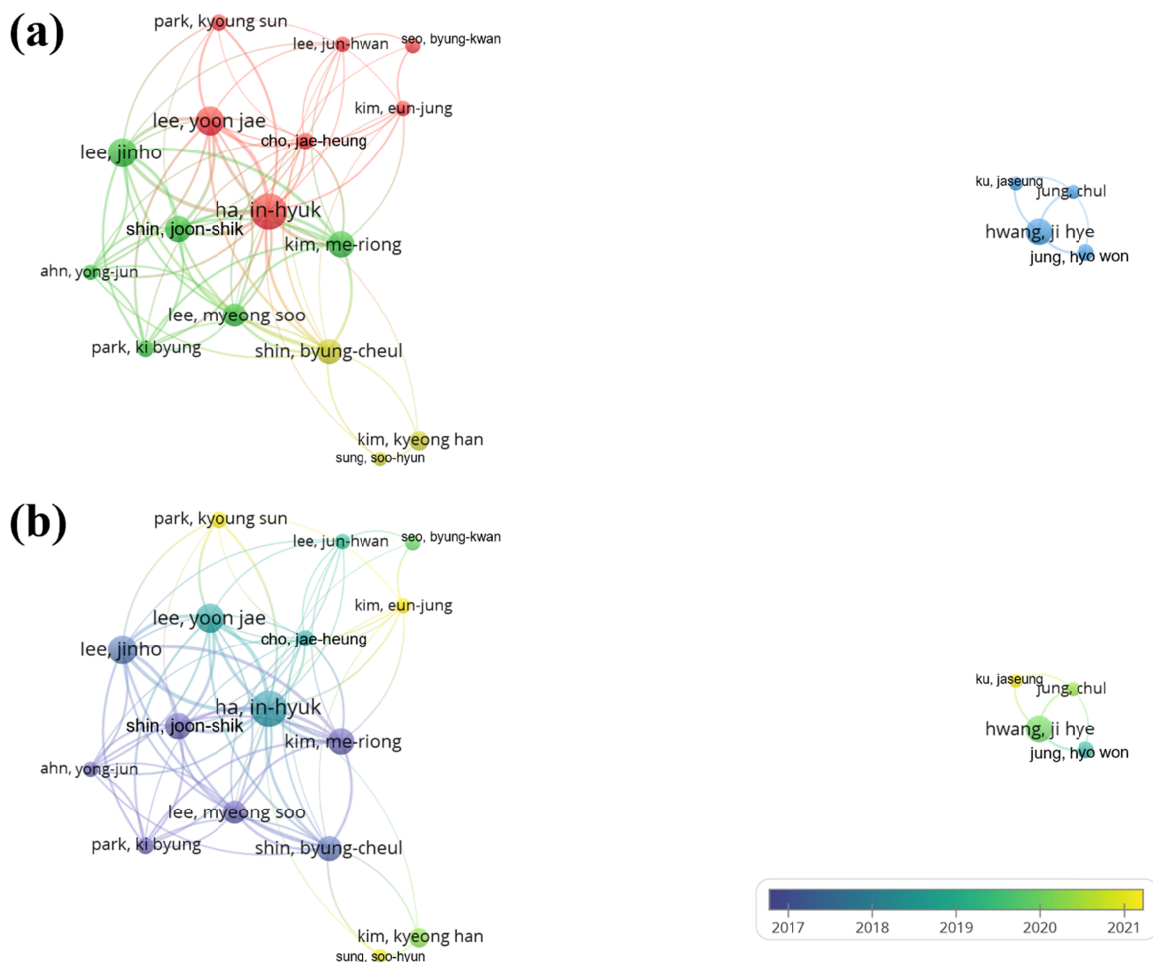 (a)
park, kyoung sun
lee, jun-hwan
seo, byung-kwan
kim, eun-jung
lee, yoon jae
cho, jae-heung
lee, jinho
ha, in-hyuk
shin, joon-shik
kim, me-riong
ahn, yong-jun
lee, myeong soo
park, ki byung
shin, byung-cheul
kim, kyeong han
sung, soo-hyun
ku, jaseung
jung, chul
hwang, ji hye
jung, hyo won
(b)
park, kyoung sun
lee, jun-hwan
seo, byung-kwan
kim, eun-jung
lee, yoon jae
cho, jae-heung
lee, jinho
ha, in-hyuk
shin, joon-shik
kim, me-riong
ahn, yong-jun
lee, myeong soo
park, ki byung
shin, byung-cheul
kim, kyeong han
sung, soo-hyun
ku, jaseung
jung, chul
hwang, ji hye
jung, hyo won
2017 2018 2019 2020 2021